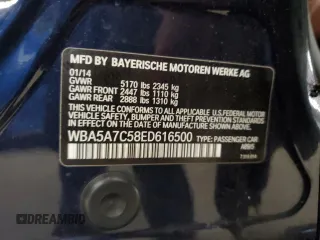 MFD BY BAYERISCHE MOTOREN WERKE AG
01/14
GVWR 5170 lbs 2345 kg
GAWR FRONT 2447 lbs 1110 kg
GAWR REAR 2888 lbs 1310 kg
THIS VEHICLE CONFORMS TO ALL APPLICABLE U.S. FEDERAL MOTOR
VEHICLE SAFETY, BUMPER, AND THEFT PREVENTION STANDARDS
IN EFFECT ON THE DATE OF MANUFACTURE SHOWN ABOVE.
WBA5A7C58ED616500
TYPE: PASSENGER CAR
DREAMBID